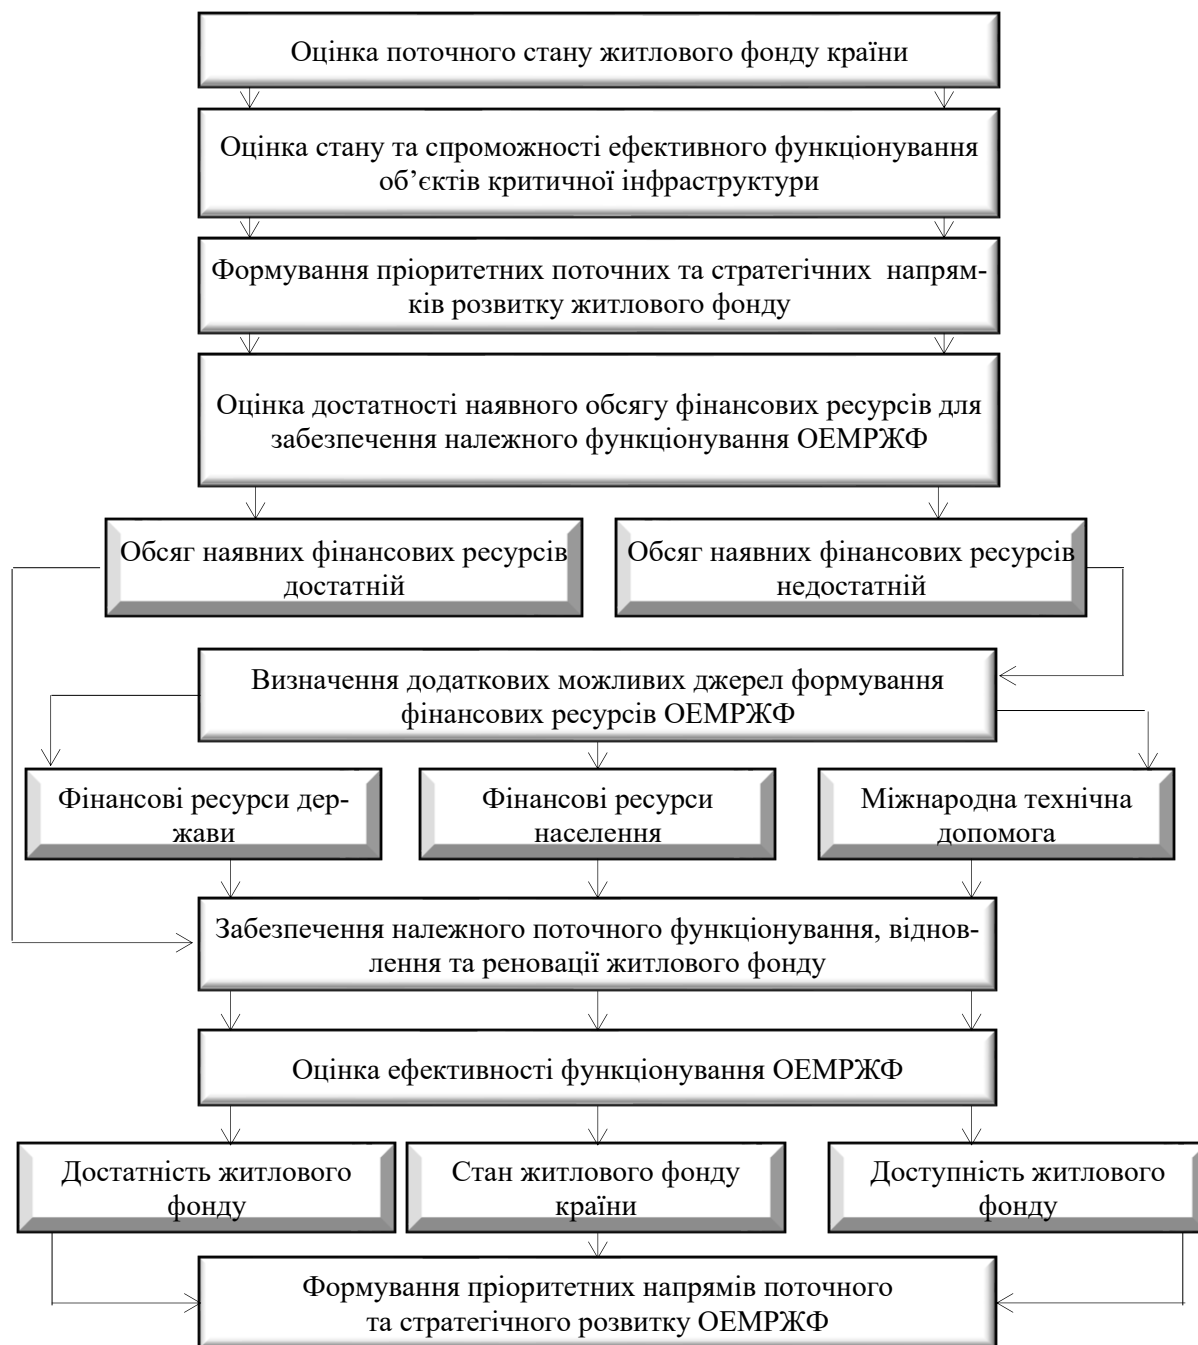 Оцінка поточного стану житлового фонду країни
Оцінка стану та спроможності ефективного функціонування
об’єктів критичної інфраструктури
Формування пріоритетних поточних та стратегічних напрям-
ків розвитку житлового фонду
Оцінка достатності наявного обсягу фінансових ресурсів для
забезпечення належного функціонування ОЕМРЖФ
Обсяг наявних фінансових ресурсів
достатній
Обсяг наявних фінансових ресурсів
недостатній
Визначення додаткових можливих джерел формування
фінансових ресурсів ОЕМРЖФ
Фінансові ресурси дер-
жави
Фінансові ресурси
населення
Міжнародна технічна
допомога
Забезпечення належного поточного функціонування, віднов-
лення та реновації житлового фонду
Оцінка ефективності функціонування ОЕМРЖФ
Достатність житлового
фонду
Стан житлового фонду
країни
Доступність житлового
фонду
Формування пріоритетних напрямів поточного
та стратегічного розвитку ОЕМРЖФ